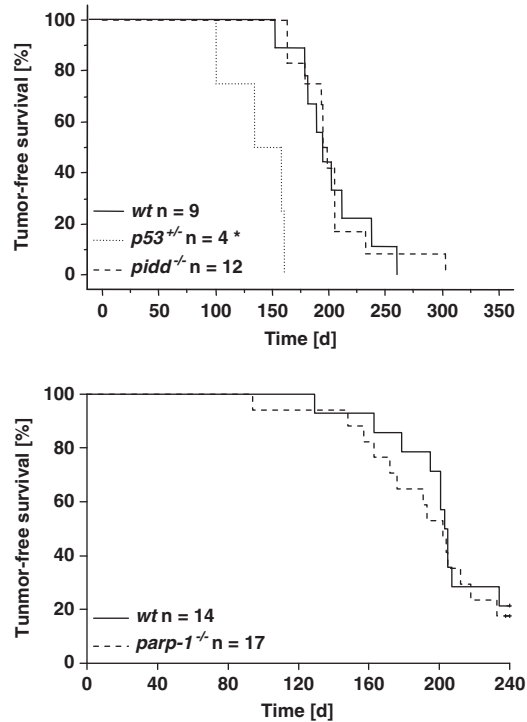 Tumor-free survival [%]
100
80
60
40
20
0
wt n = 9
p53+/- n = 4 *
pidd-/- n = 12
0 50 100 150 200 250 300 350
Time [d]
Tunmor-free survival [%]
100
80
60
40
20
0
wt n = 14
parp-1-/- n = 17
0 40 80 120 160 200 240
Time [d]